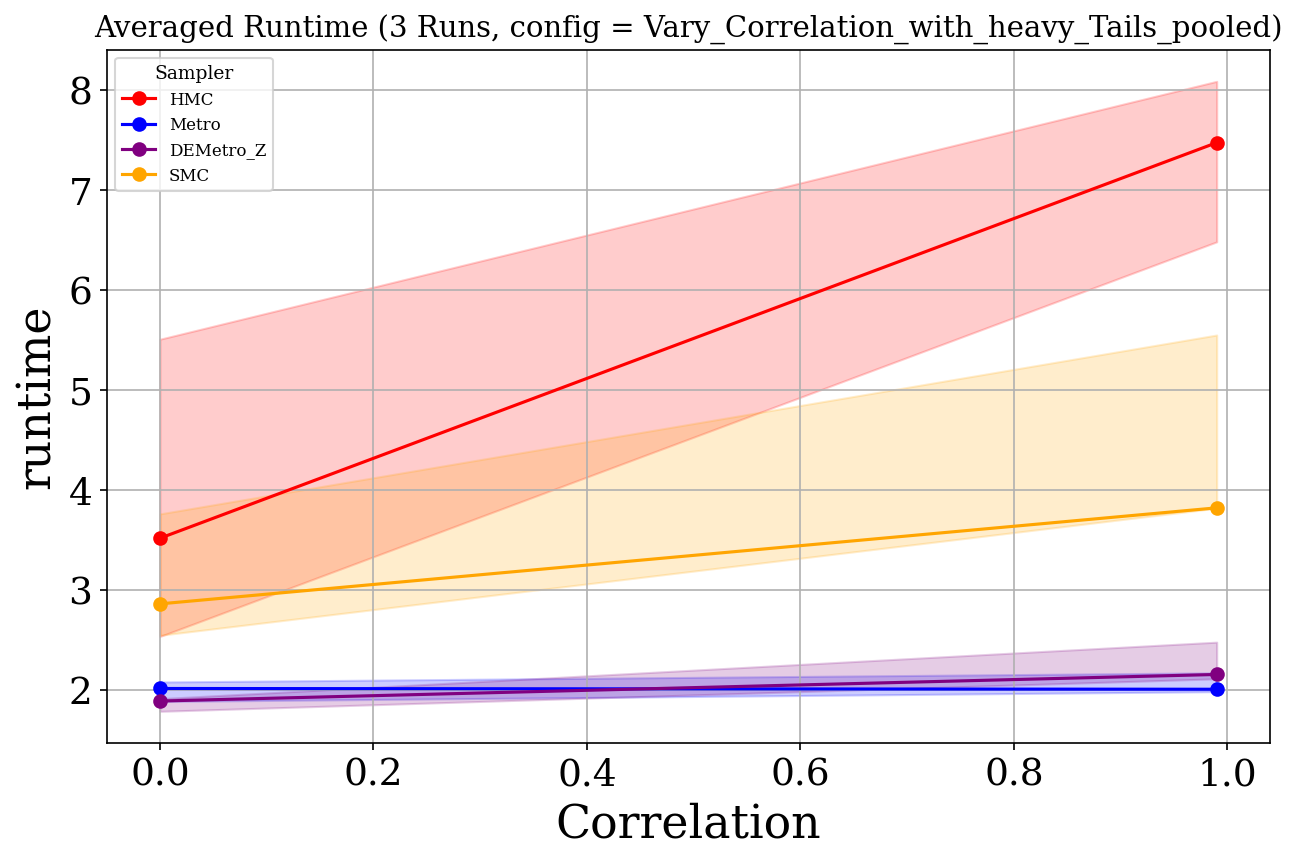 Averaged Runtime (3 Runs, config = Vary_Correlation_with_heavy_Tails_pooled)
Sampler
HMC
Metro
DEMetro_Z
SMC
8
7
6
5
4
3
2
runtime
0.0 0.2 0.4 0.6 0.8 1.0
Correlation